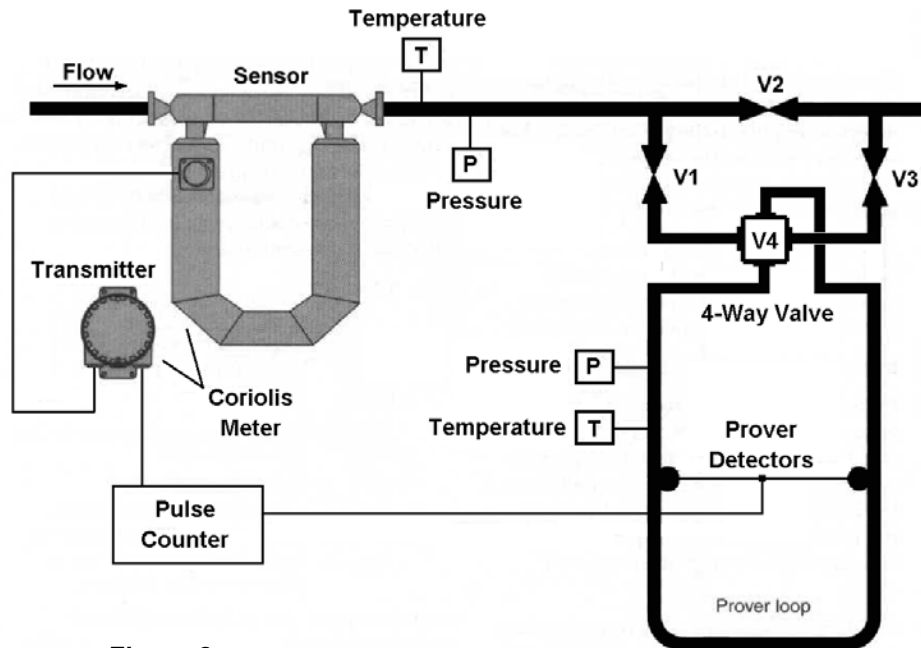 Temperature
T
Flow
Sensor
V2
P
Pressure
V1
V3
V4
Transmitter
4-Way Valve
Pressure
P
Coriolis
Meter
Temperature
T
Prover
Detectors
Pulse
Counter
Prover loop